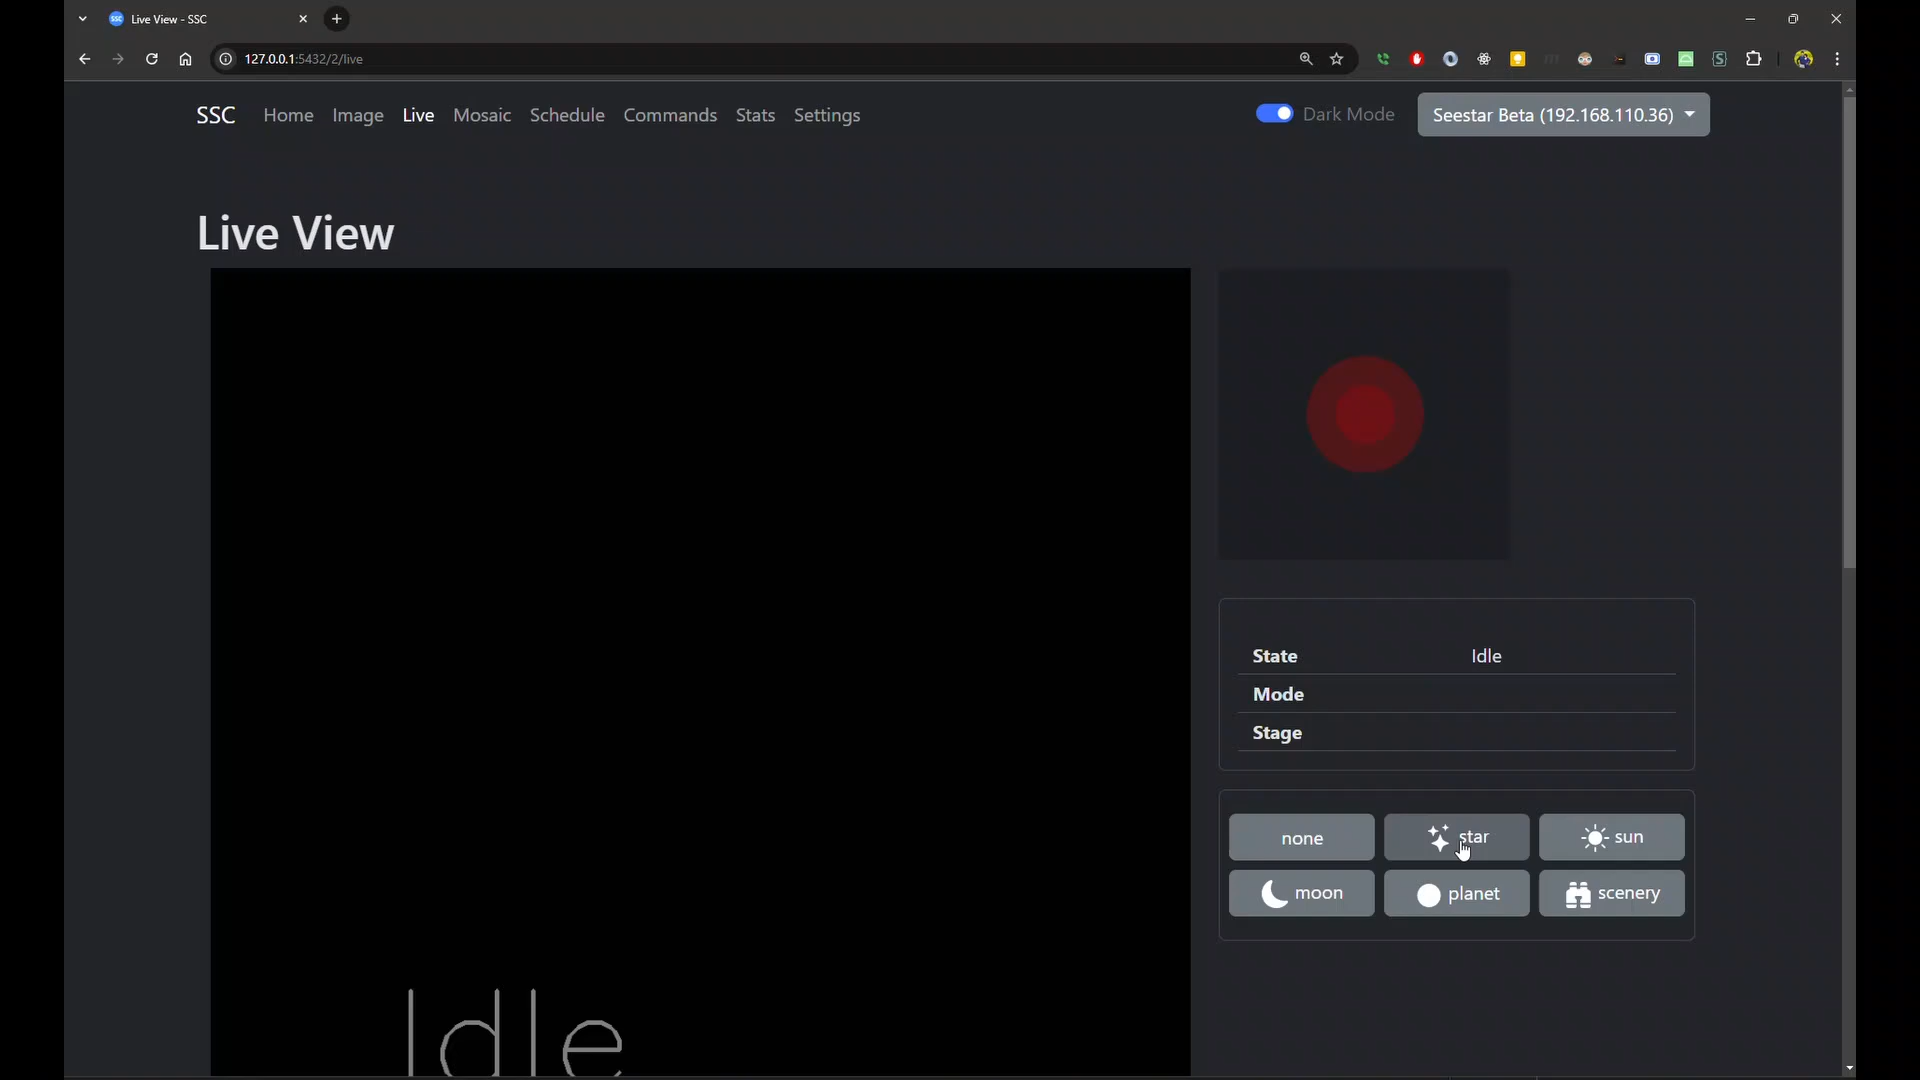 SSC Live View - SSC
127.0.0.1:5432/2/live
SSC Home Image Live Mosaic Schedule Commands Stats Settings Dark Mode Seestar Beta (192.168.110.36)
Live View
State Idle
Mode
Stage
none star sun
moon planet scenery
Idle